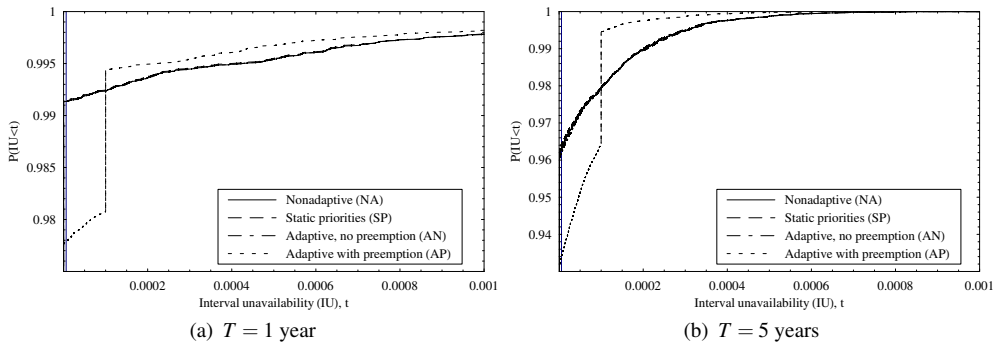 1
0.995
0.99
0.985
0.98
P(IU<t)
Nonadaptive (NA)
Static priorities (SP)
Adaptive, no preemption (AN)
Adaptive with preemption (AP)
0.0002 0.0004 0.0006 0.0008 0.001
Interval unavailability (IU), t
(a) T = 1 year
1
0.99
0.98
0.97
0.96
0.95
0.94
P(IU<t)
Nonadaptive (NA)
Static priorities (SP)
Adaptive, no preemption (AN)
Adaptive with preemption (AP)
0.0002 0.0004 0.0006 0.0008 0.001
Interval unavailability (IU), t
(b) T = 5 years